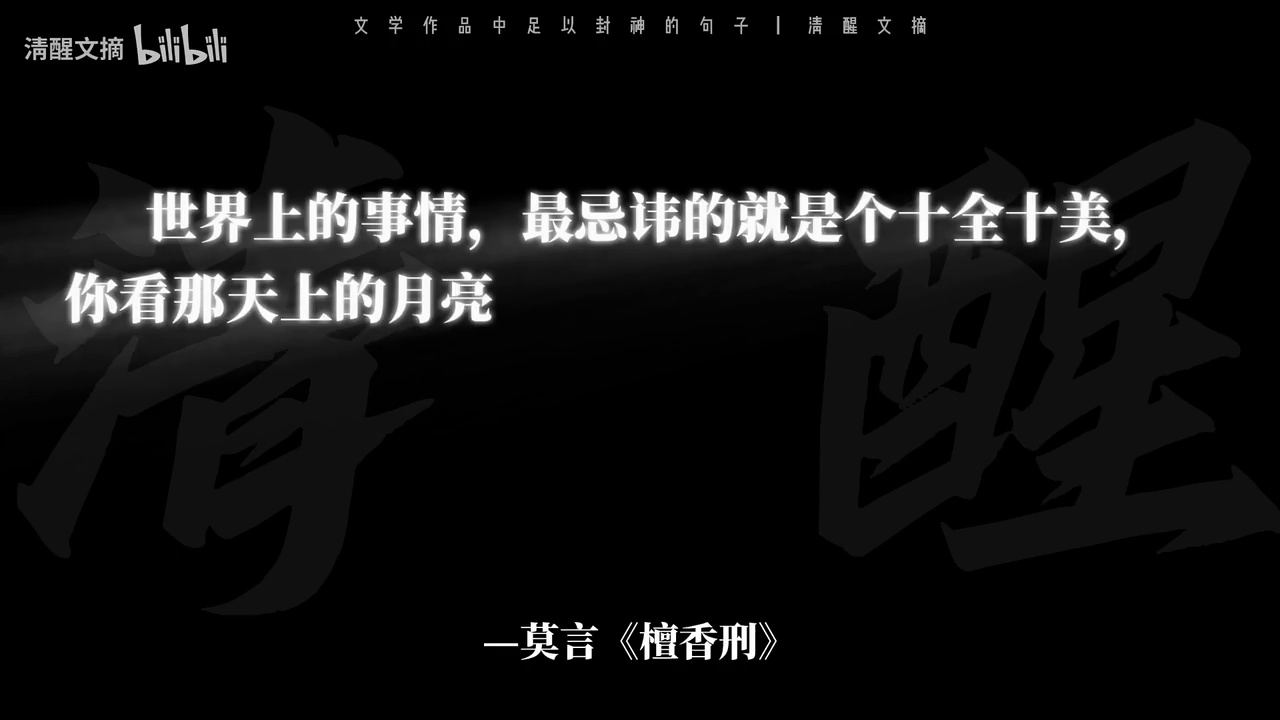 文学作品中足以封神的句子 | 清醒文摘
清醒文摘 bilibili
清醒
世界上的事情，最忌讳的就是个十全十美，
你看那天上的月亮
—莫言《檀香刑》